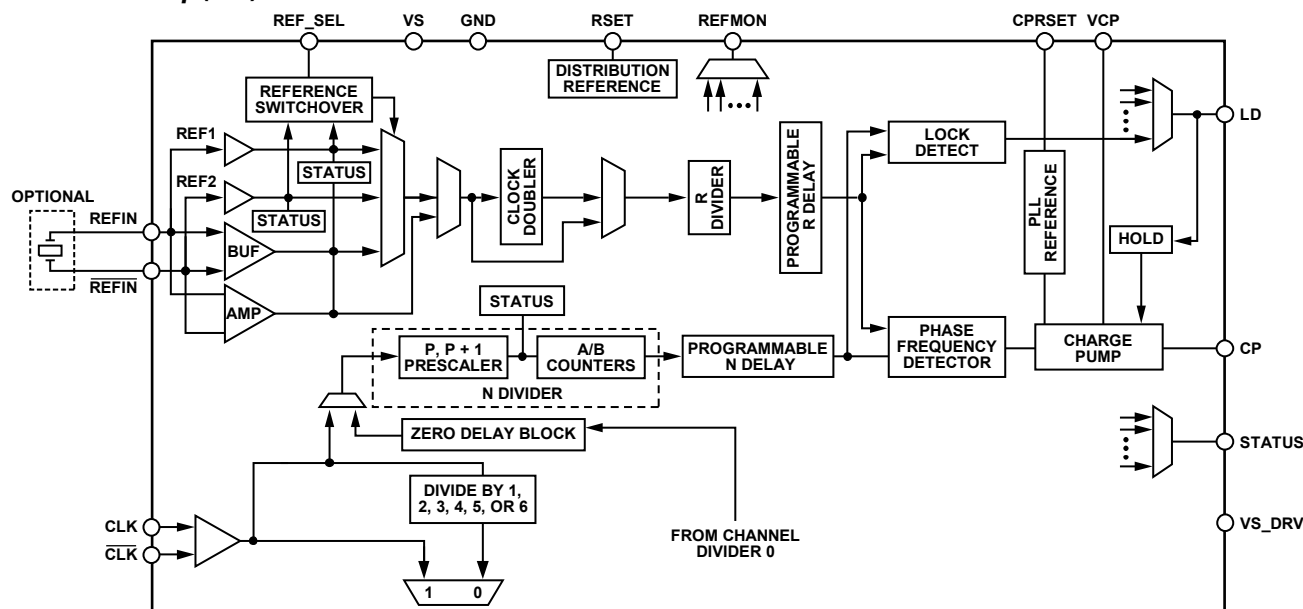 REF_SEL
VS
GND
RSET
REFMON
CPRSET
VCP
DISTRIBUTION
REFERENCE
REFERENCE
SWITCHOVER
REF1
REF2
STATUS
STATUS
OPTIONAL
REFIN
REFIN
BUF
AMP
CLOCK
DOUBLER
R
DIVIDER
PROGRAMMABLE
R DELAY
LOCK
DETECT
PLL
REFERENCE
HOLD
LD
STATUS
P, P + 1
PRESCALER
A/B
COUNTERS
N DIVIDER
PROGRAMMABLE
N DELAY
PHASE
FREQUENCY
DETECTOR
CHARGE
PUMP
CP
ZERO DELAY BLOCK
STATUS
DIVIDE BY 1,
2, 3, 4, 5, OR 6
CLK
CLK
FROM CHANNEL
DIVIDER 0
VS_DRV
1 0